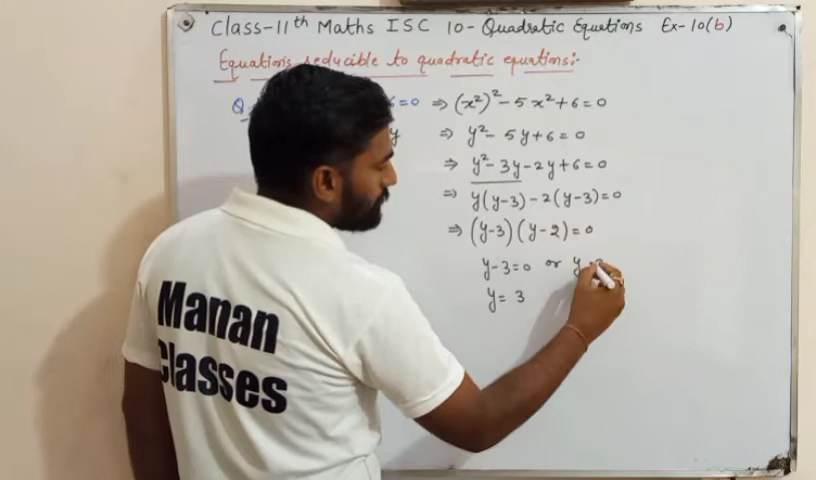 Class-11th Maths ISC 10-Quadratic Equations Ex-10(b)
Equations reducible to quadratic equations:-
6=0 ⇒ (x²)² - 5x² + 6 = 0
y ⇒ y² - 5y + 6 = 0
⇒ y² - 3y - 2y + 6 = 0
⇒ y(y-3) - 2(y-3) = 0
⇒ (y-3)(y-2) = 0
y-3=0 or y
y = 3
Manan
Classes